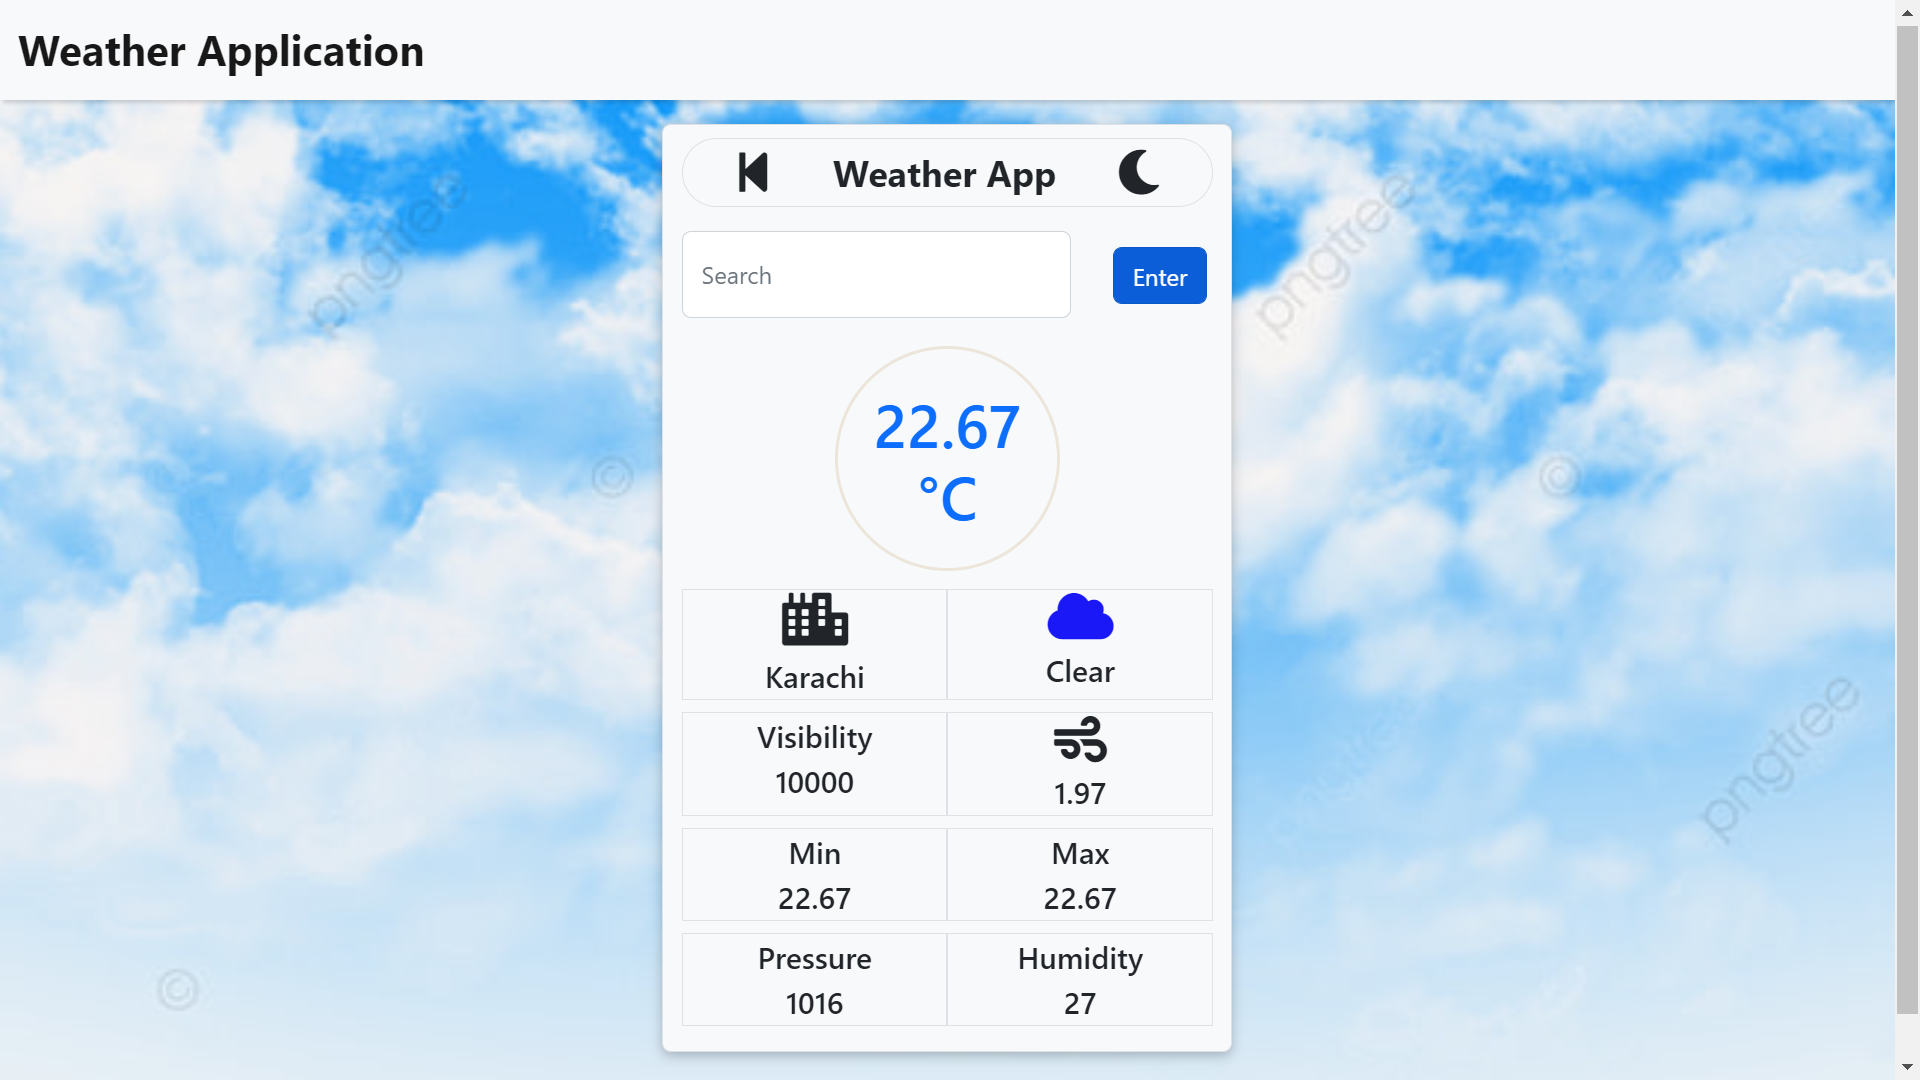 Weather Application
Weather App
Search
Enter
22.67
°C
Karachi
Clear
Visibility
10000
1.97
Min
22.67
Max
22.67
Pressure
1016
Humidity
27
pngtree
pngtree
pngtree
©
©
©